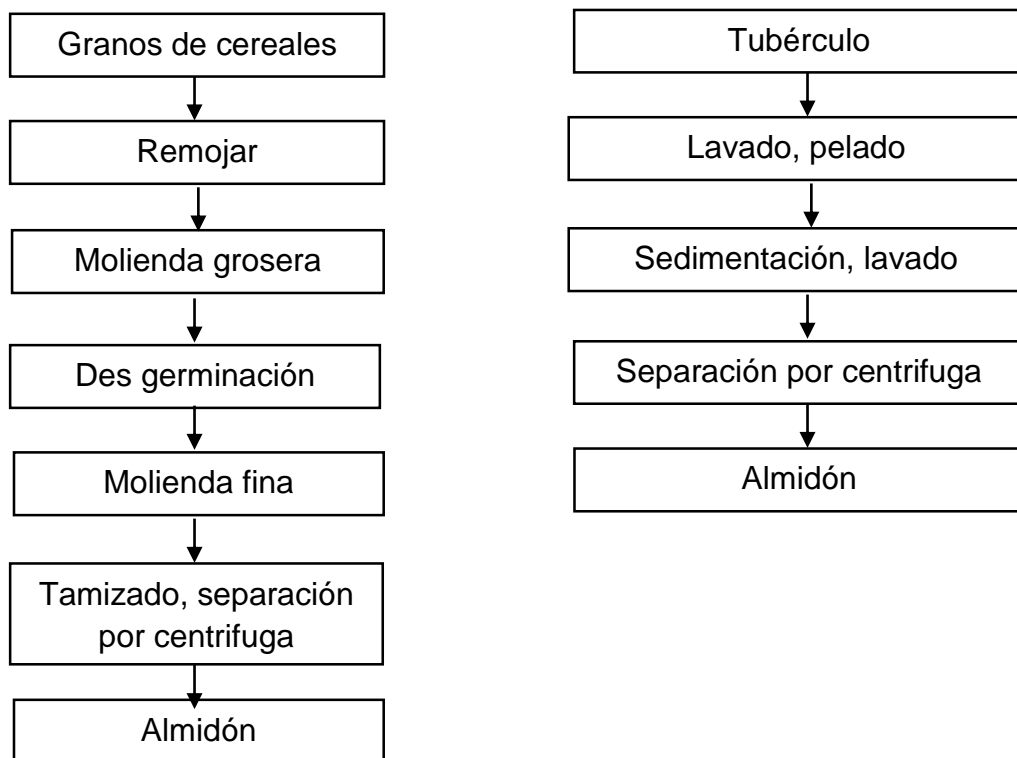 Granos de cereales
Remojar
Molienda grosera
Des germinación
Molienda fina
Tamizado, separación
por centrifuga
Almidón
Tubérculo
Lavado, pelado
Sedimentación, lavado
Separación por centrifuga
Almidón